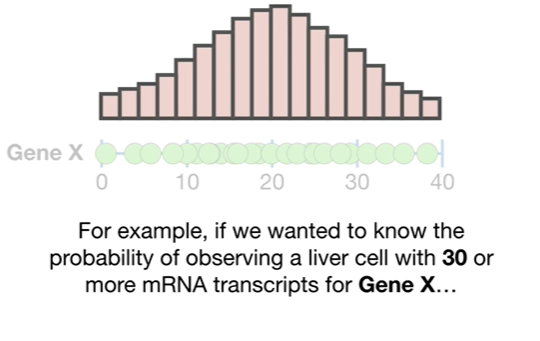 Gene X
0 10 20 30 40
For example, if we wanted to know the
probability of observing a liver cell with 30 or
more mRNA transcripts for Gene X...